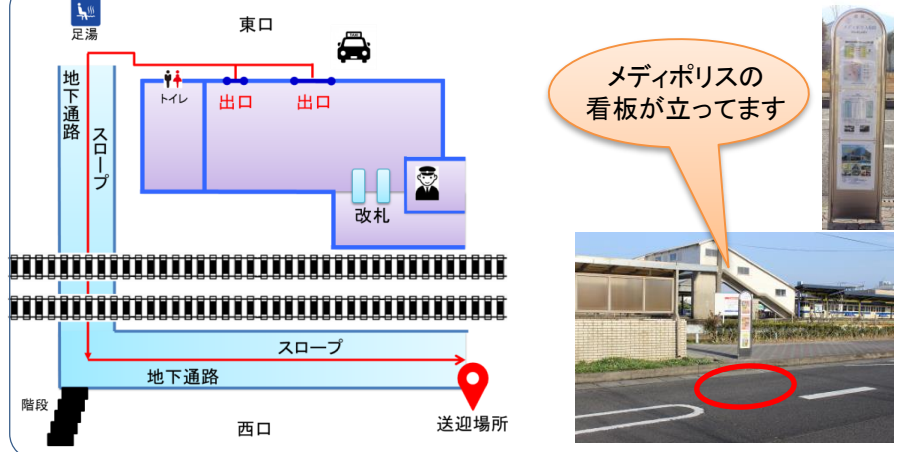 足湯
東口
トイレ
出口
出口
地下通路
スロープ
改札
スロープ
地下通路
階段
西口
送迎場所
メディポリスの
看板が立ってます